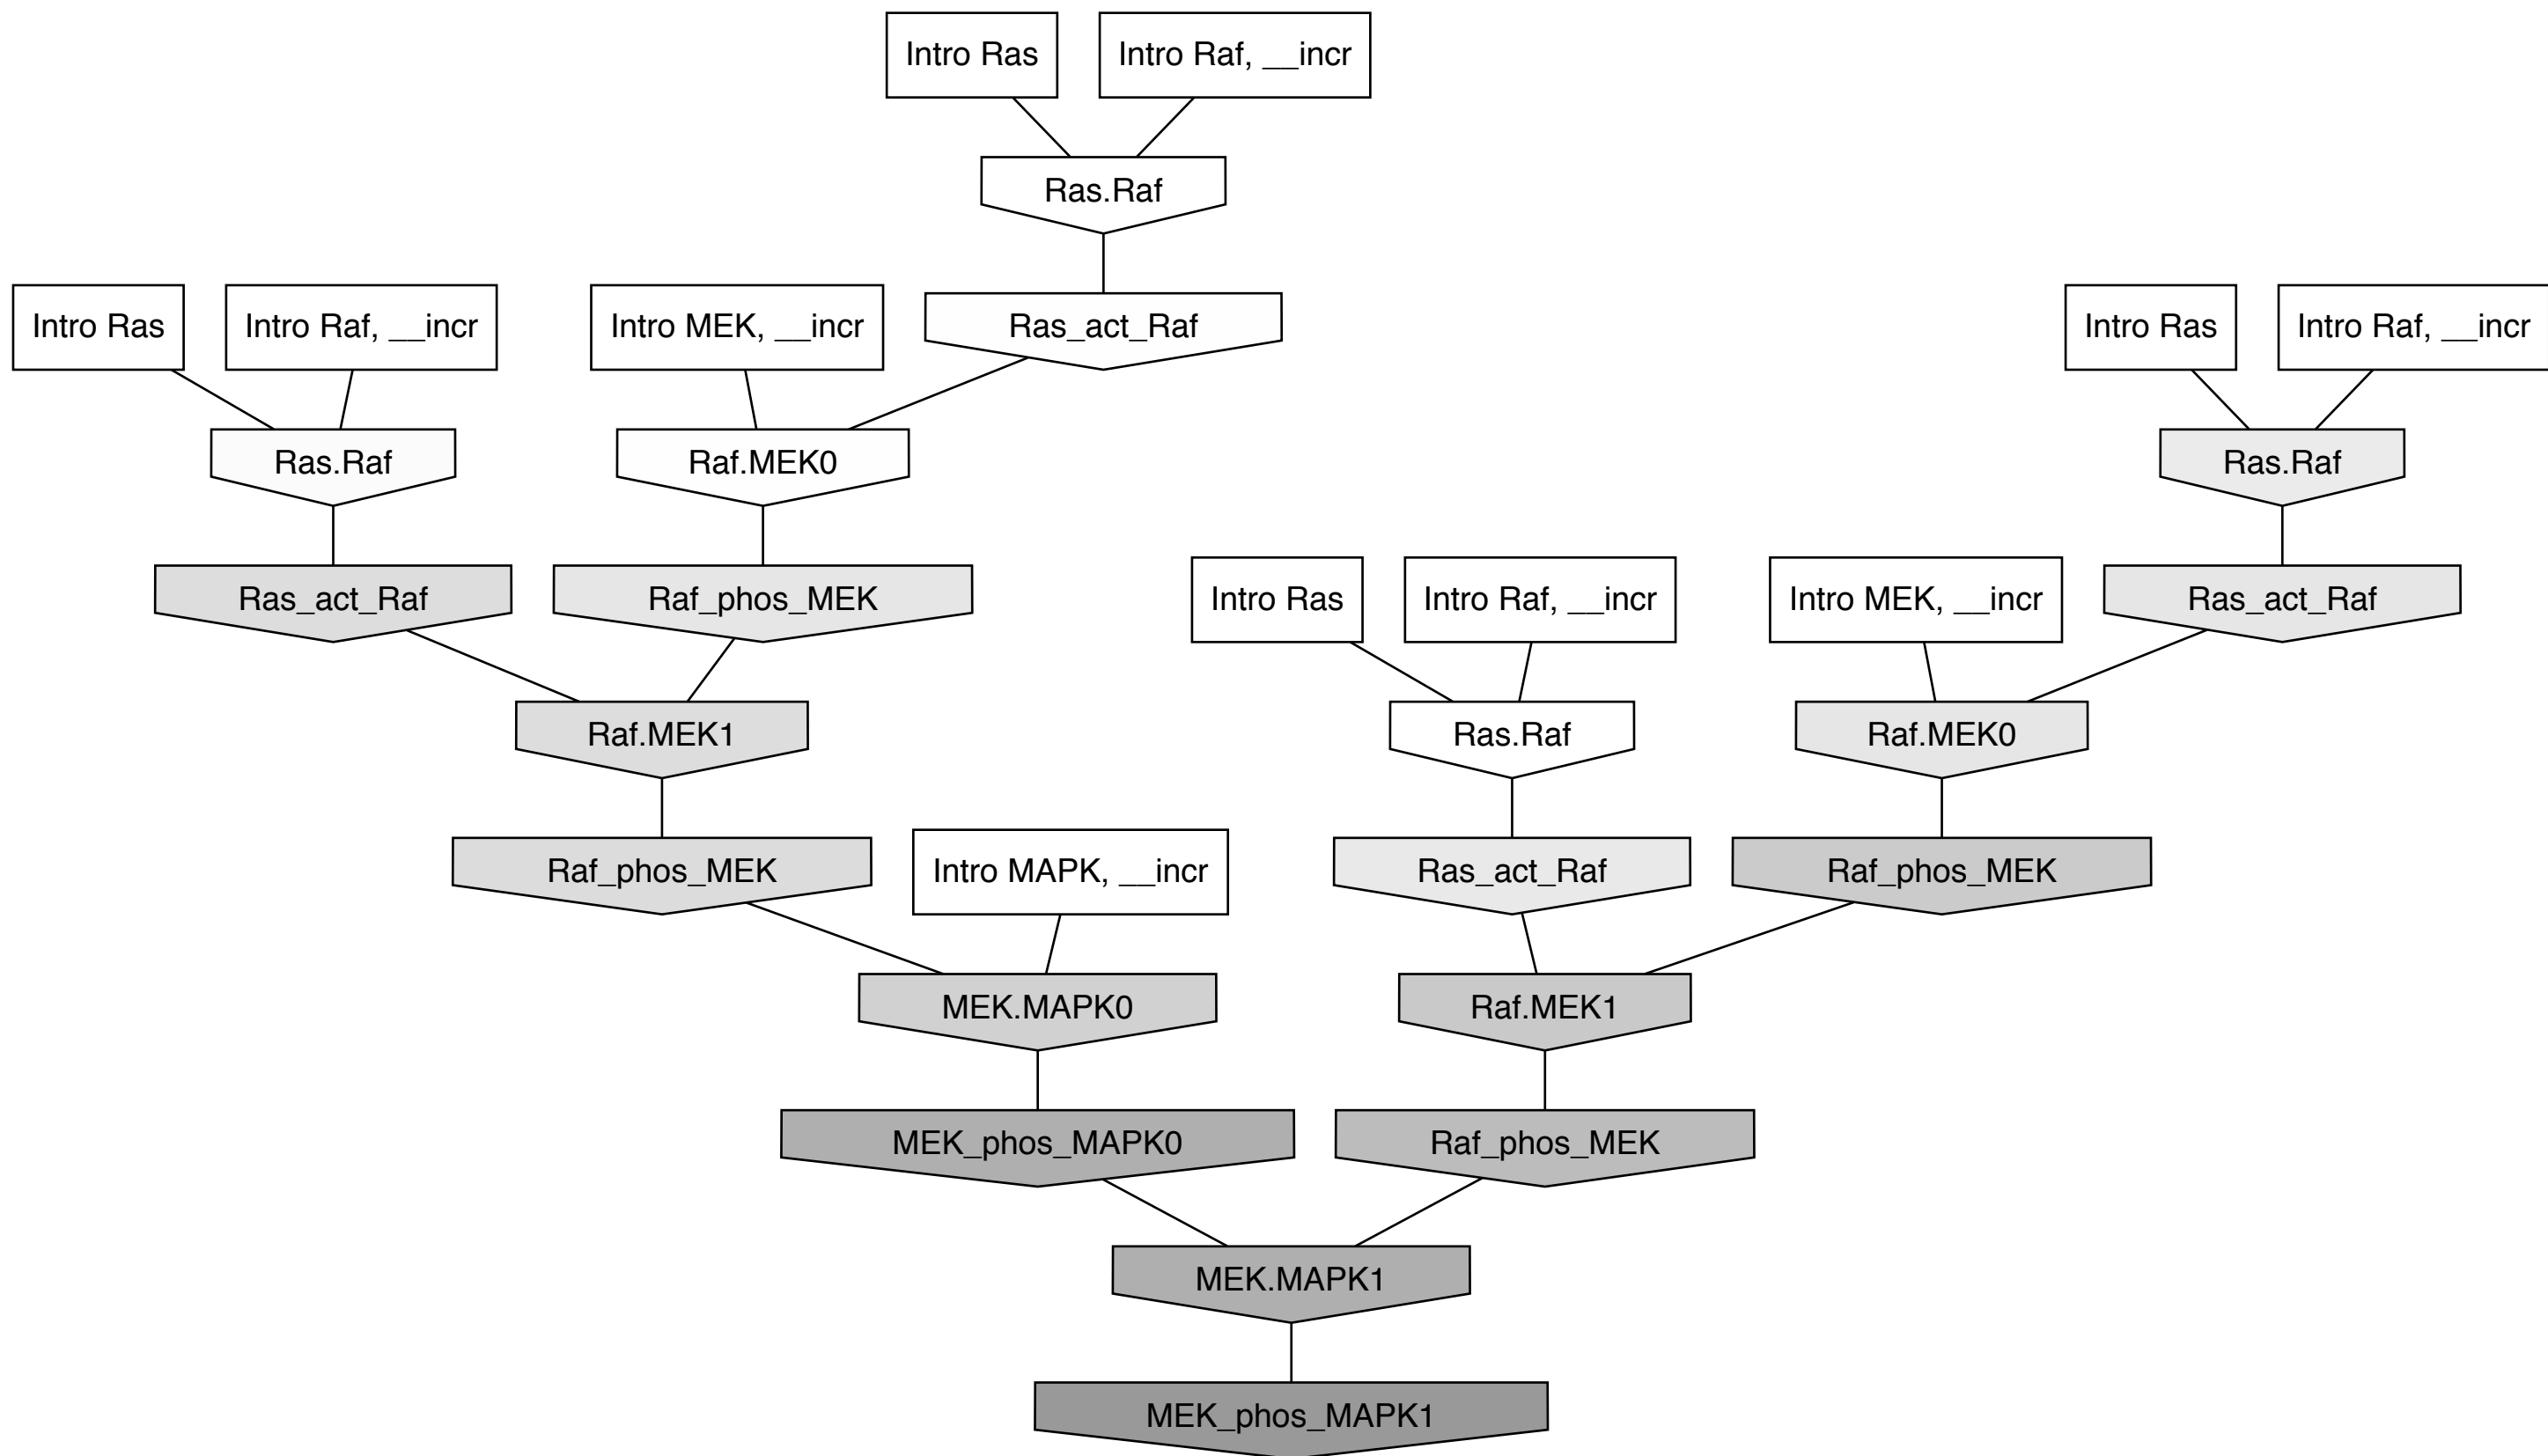 Intro Ras
Intro Raf, __incr
Ras.Raf
Intro Ras
Intro Raf, __incr
Intro MEK, __incr
Ras_act_Raf
Intro Ras
Intro Raf, __incr
Ras.Raf
Raf.MEK0
Ras.Raf
Ras_act_Raf
Raf_phos_MEK
Intro Ras
Intro Raf, __incr
Intro MEK, __incr
Ras_act_Raf
Raf.MEK1
Ras.Raf
Raf.MEK0
Raf_phos_MEK
Intro MAPK, __incr
Ras_act_Raf
Raf_phos_MEK
MEK.MAPK0
Raf.MEK1
MEK_phos_MAPK0
Raf_phos_MEK
MEK.MAPK1
MEK_phos_MAPK1